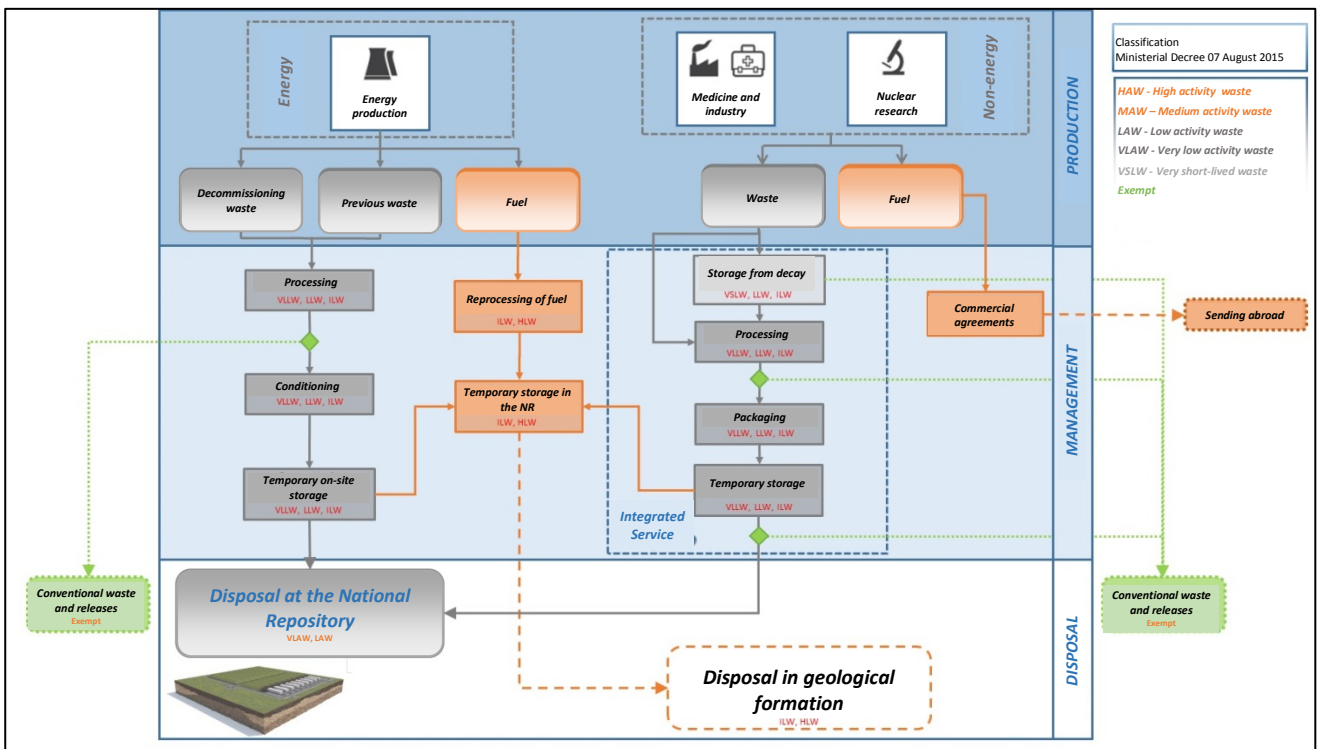 Energy
Energy
production
Medicine and
industry
Nuclear
research
Non-energy
PRODUCTION
Classification
Ministerial Decree 07 August 2015
HAW - High activity waste
MAW – Medium activity waste
LAW - Low activity waste
VLAW - Very low activity waste
VSLW - Very short-lived waste
Exempt
Decommissioning
waste
Previous waste
Fuel
Waste
Fuel
Processing
VLLW, LLW, ILW
Reprocessing of fuel
ILW, HLW
Storage from decay
VSLW, LLW, ILW
Commercial
agreements
Sending abroad
Processing
VLLW, LLW, ILW
MANAGEMENT
Conditioning
VLLW, LLW, ILW
Temporary storage in
the NR
ILW, HLW
Packaging
VLLW, LLW, ILW
Temporary on-site
storage
VLLW, LLW, ILW
Temporary storage
VLLW, LLW, ILW
Integrated
Service
Conventional waste
and releases
Exempt
Disposal at the National
Repository
VLAW, LAW
Conventional waste
and releases
Exempt
Disposal in geological
formation
ILW, HLW
DISPOSAL